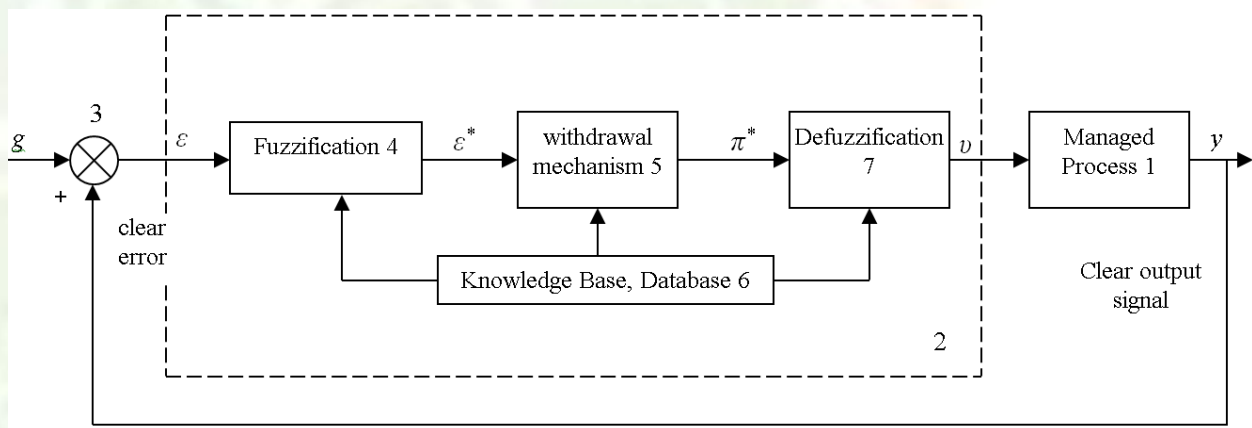 3
g
+
ε
clear
error
Fuzzification 4
ε*
withdrawal
mechanism 5
π*
Defuzzification
7
υ
Managed
Process 1
y
Knowledge Base, Database 6
2
Clear output
signal